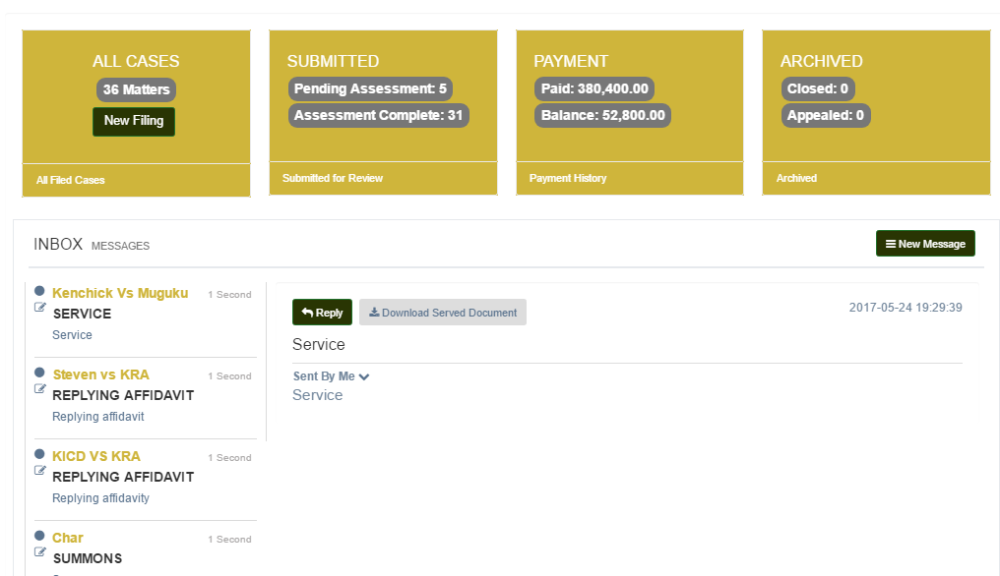 ALL CASES
36 Matters
New Filing
All Filed Cases
SUBMITTED
Pending Assessment: 5
Assessment Complete: 31
Submitted for Review
PAYMENT
Paid: 380,400.00
Balance: 52,800.00
Payment History
ARCHIVED
Closed: 0
Appealed: 0
Archived
INBOX MESSAGES
New Message
Kenchick Vs Muguku 1 Second
SERVICE
Service
Steven vs KRA 1 Second
REPLYING AFFIDAVIT
Replying affidavit
KICD VS KRA 1 Second
REPLYING AFFIDAVIT
Replying affidavity
Char 1 Second
SUMMONS
Reply Download Served Document 2017-05-24 19:29:39
Service
Sent By Me
Service